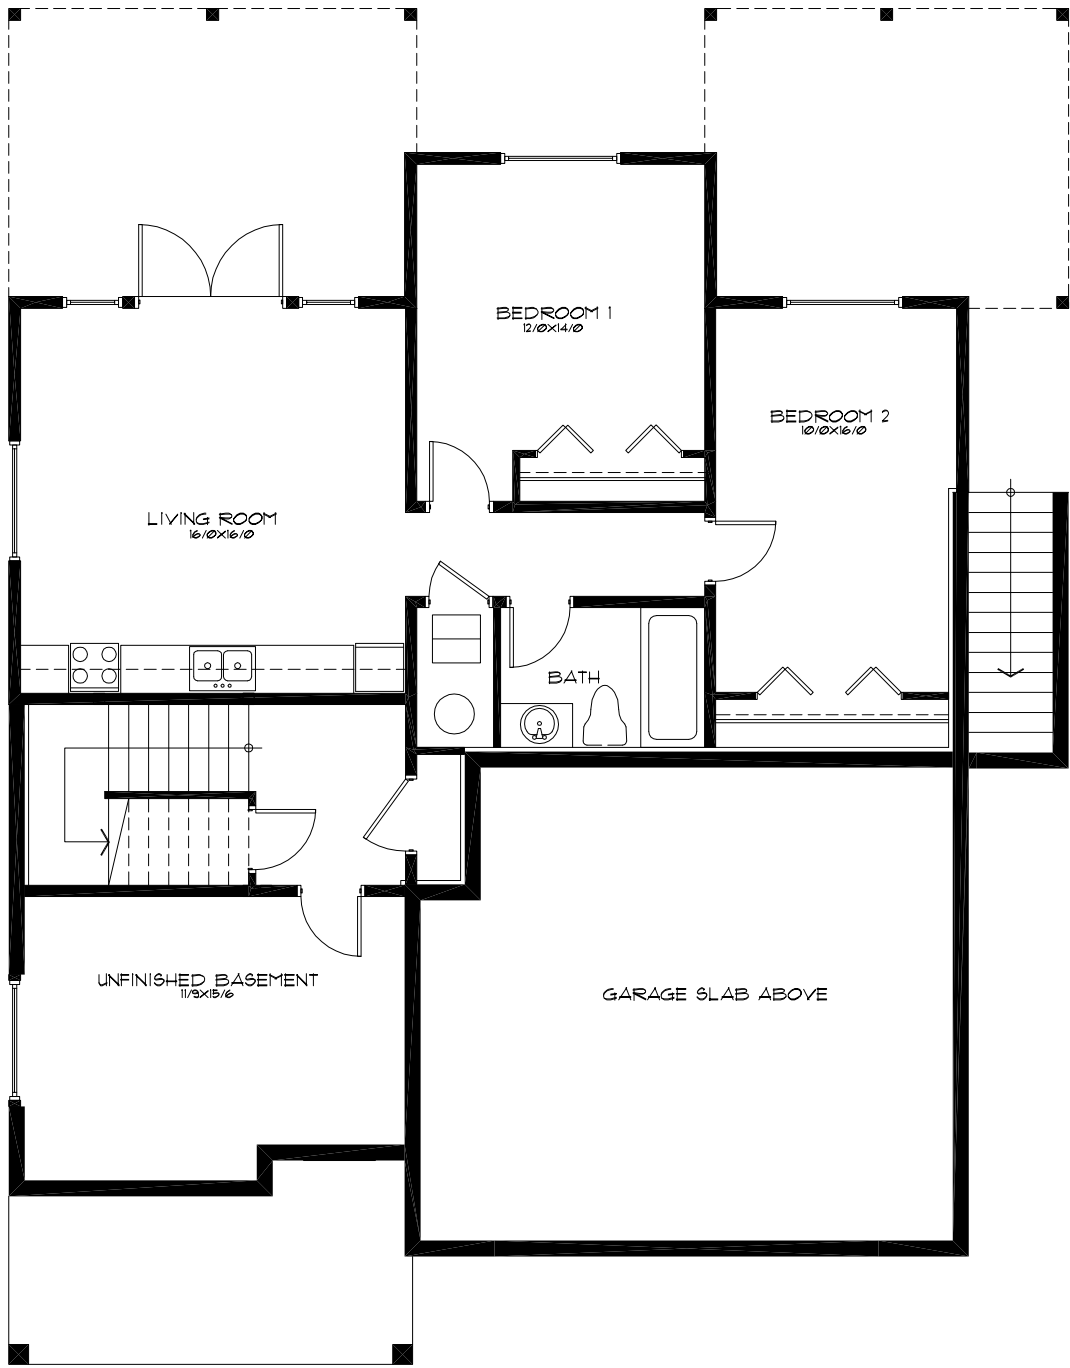 BEDROOM 1
12/0X14/0
BEDROOM 2
10/0X16/0
LIVING ROOM
16/0X16/0
BATH
UNFINISHED BASEMENT
11/9X15/6
GARAGE SLAB ABOVE